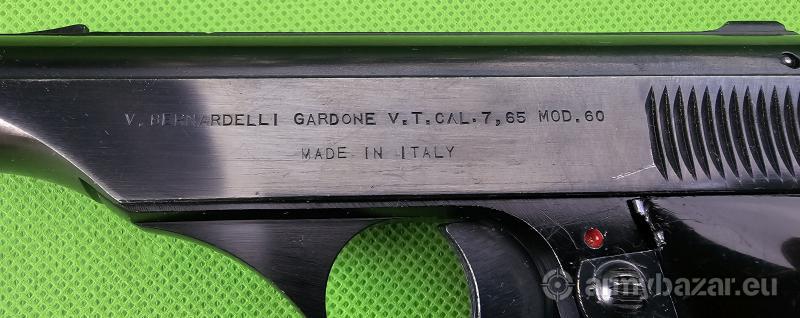 V. BERNARDELLI GARDONE V.T. CAL. 7,65 MOD. 60
MADE IN ITALY
armybazar.eu